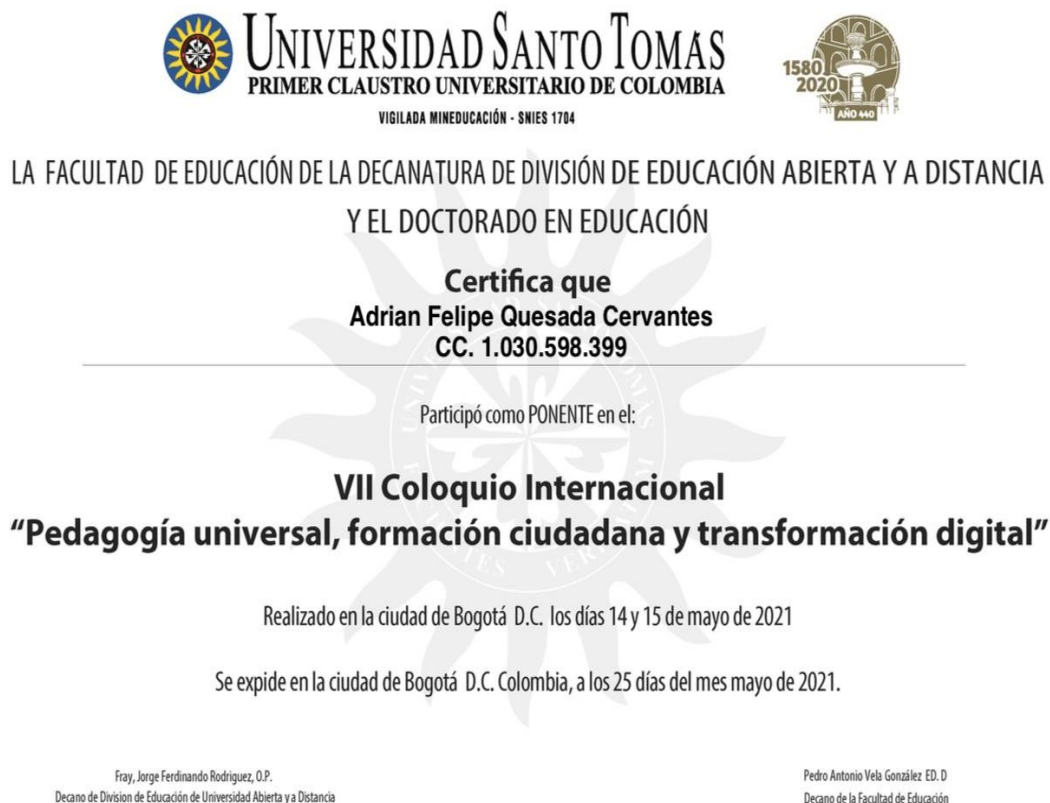 UNIVERSIDAD SANTO TOMÁS
PRIMER CLAUSTRO UNIVERSITARIO DE COLOMBIA
VIGILADA MINEDUCACIÓN - SNIES 1704
1580
2020
AÑO 440
LA FACULTAD DE EDUCACIÓN DE LA DECANATURA DE DIVISIÓN DE EDUCACIÓN ABIERTA Y A DISTANCIA
Y EL DOCTORADO EN EDUCACIÓN
Certifica que
Adrian Felipe Quesada Cervantes
CC. 1.030.598.399
Participó como PONENTE en el:
VII Coloquio Internacional
“Pedagogía universal, formación ciudadana y transformación digital”
Realizado en la ciudad de Bogotá D.C. los días 14 y 15 de mayo de 2021
Se expide en la ciudad de Bogotá D.C. Colombia, a los 25 días del mes mayo de 2021.
Fray, Jorge Ferdinando Rodriguez, O.P.
Decano de Division de Educación de Universidad Abierta y a Distancia
Pedro Antonio Vela González ED. D
Decano de la Facultad de Educación